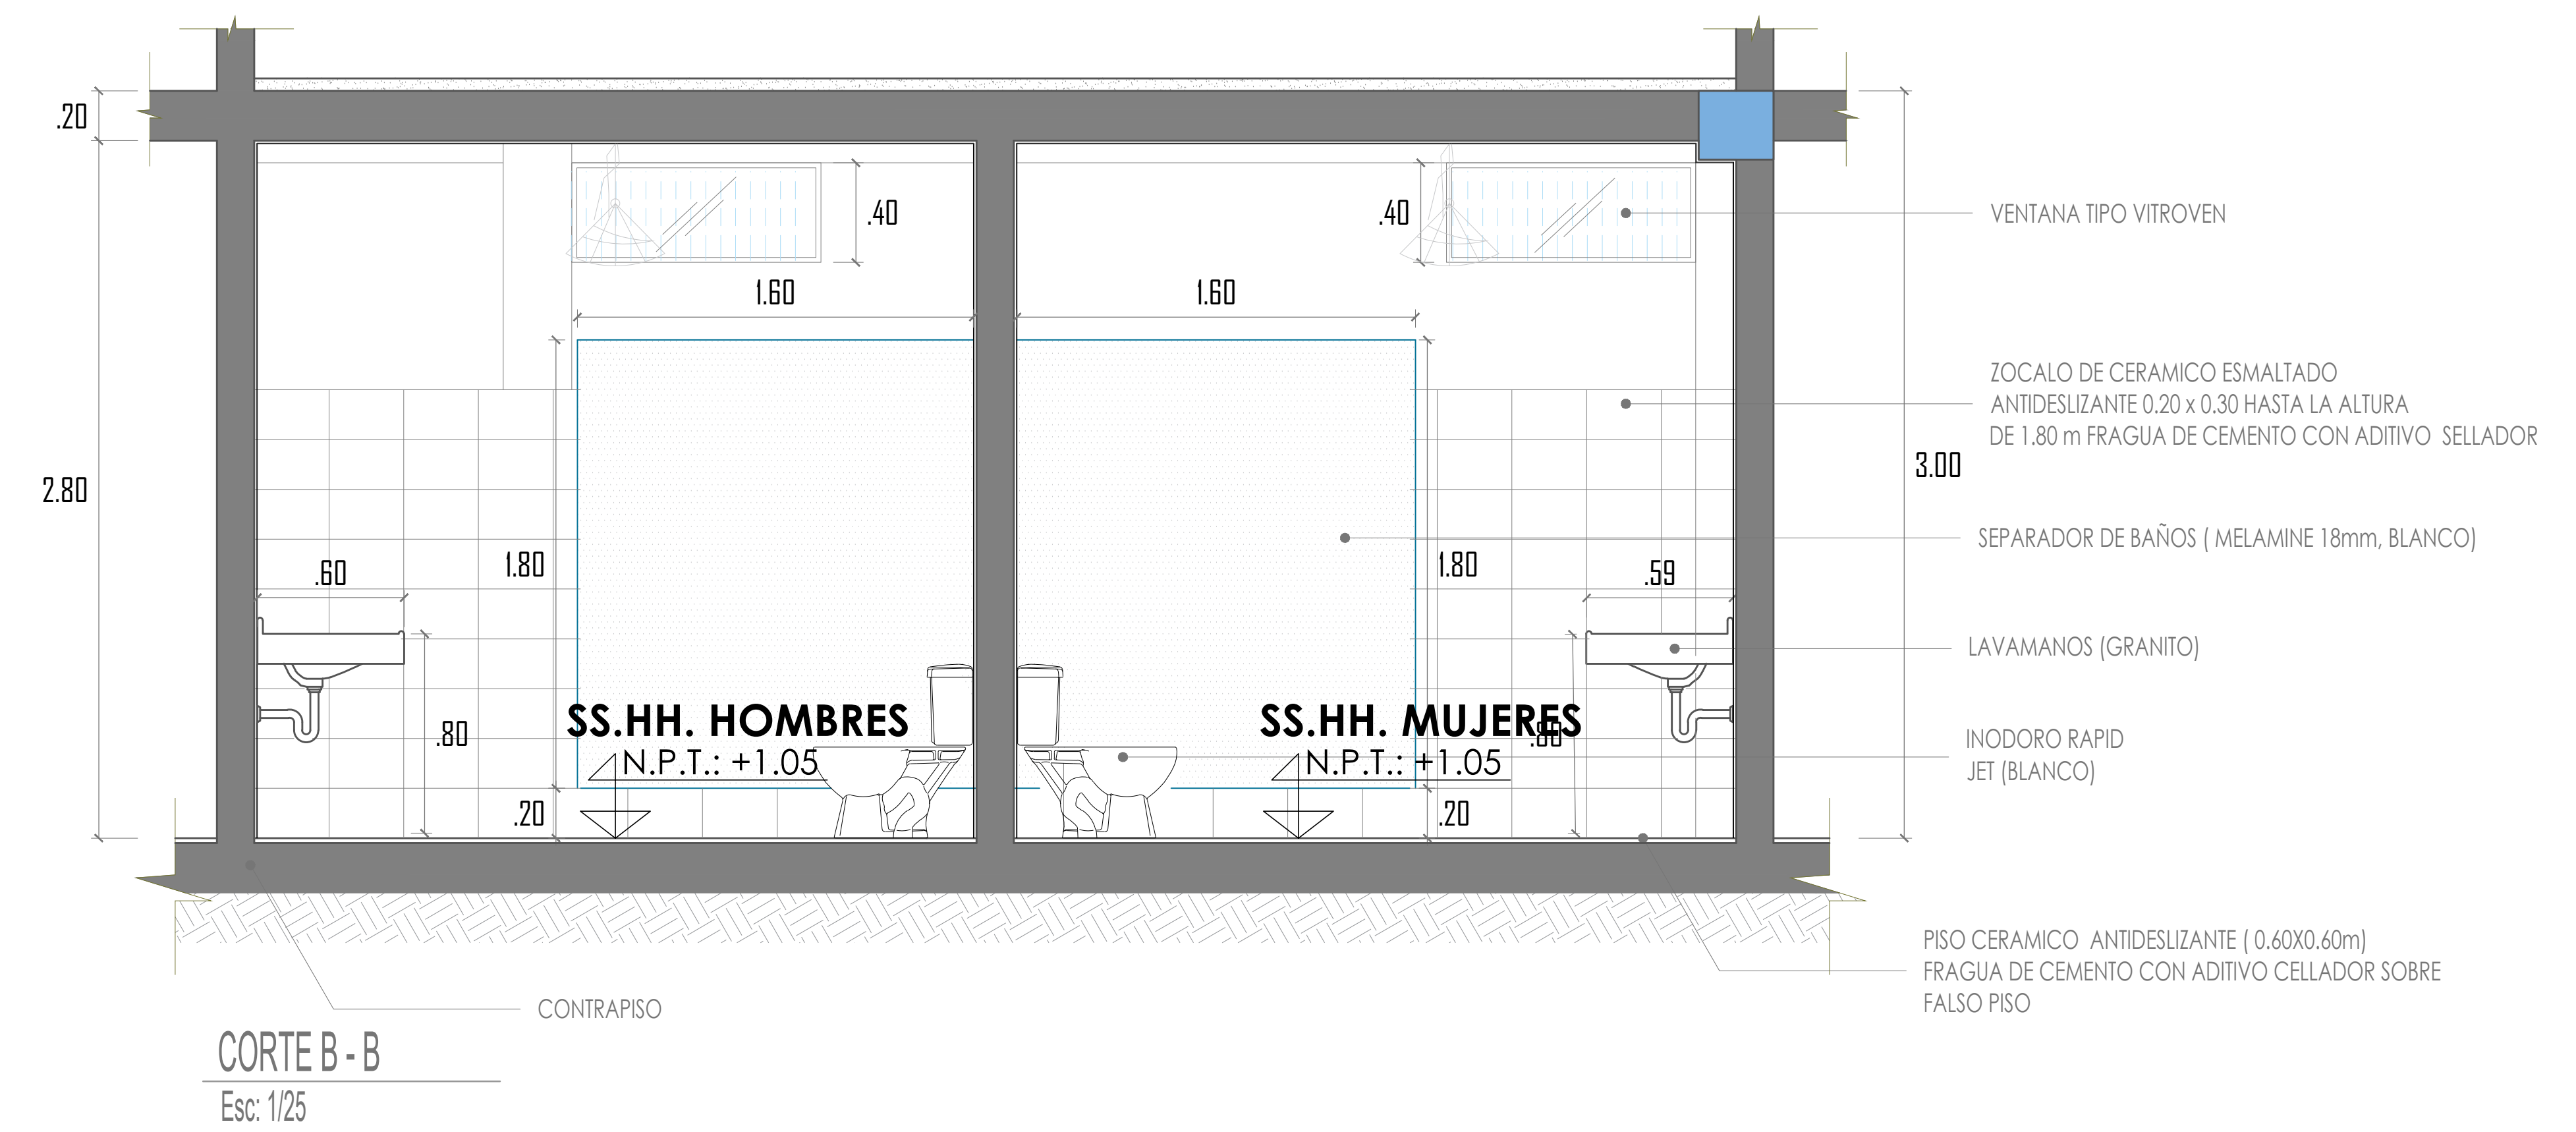 .20
.40
.40
VENTANA TIPO VITROVEN
1.60
1.60
ZOCALO DE CERAMICO ESMALTADO
ANTIDESLIZANTE 0.20 x 0.30 HASTA LA ALTURA
DE 1.80 m FRAGUA DE CEMENTO CON ADITIVO SELLADOR
3.00
2.80
SEPARADOR DE BAÑOS ( MELAMINE 18mm, BLANCO)
.60
1.80
1.80
.59
LAVAMANOS (GRANITO)
.80
SS.HH. HOMBRES
N.P.T.: +1.05
SS.HH. MUJERES
N.P.T.: +1.05
.80
INODORO RAPID
JET (BLANCO)
.20
.20
PISO CERAMICO ANTIDESLIZANTE ( 0.60X0.60m)
FRAGUA DE CEMENTO CON ADITIVO CELLADOR SOBRE
FALSO PISO
CONTRAPISO
CORTE B - B
Esc: 1/25